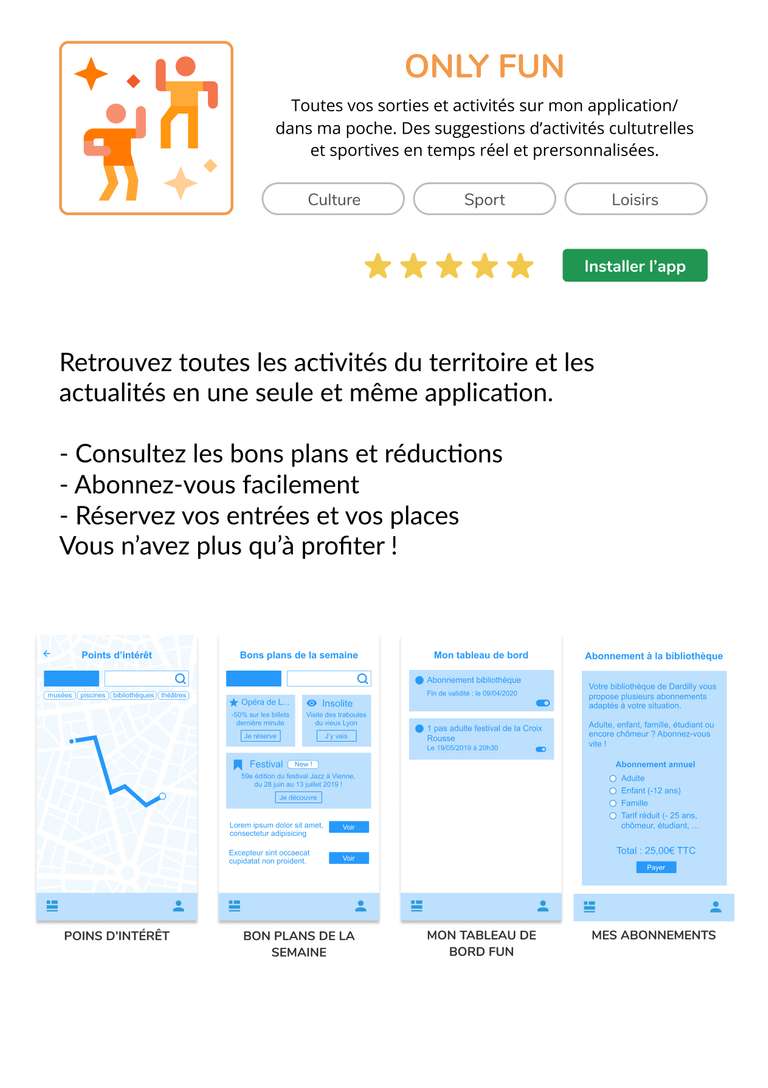 ONLY FUN
Toutes vos sorties et activités sur mon application/
dans ma poche. Des suggestions d'activités cultutrelles
et sportives en temps réel et prersonnalisées.
Culture
Sport
Loisirs
Installer l'app
Retrouvez toutes les activités du territoire et les
actualités en une seule et même application.
- Consultez les bons plans et réductions
- Abonnez-vous facilement
- Réservez vos entrées et vos places
Vous n'avez plus qu'à profiter !
Points d'intérêt
musées
piscines
bibliothèques
théâtres
POINS D'INTÉRÊT
Bons plans de la semaine
Opéra de L...
-50% sur les billets
dernière minute
Je réserve
Insolite
Visite des traboules
du vieux Lyon
J'y vais
Festival
New !
59e édition du festival Jazz à Vienne,
du 28 juin au 13 juillet 2019 !
Je découvre
Lorem ipsum dolor sit amet,
consectetur adipisicing
Voir
Excepteur sint occaecat
cupidatat non proident.
Voir
BON PLANS DE LA
SEMAINE
Mon tableau de bord
Abonnement bibliothèque
Fin de validité : le 09/04/2020
1 pas adulte festival de la Croix
Rousse
Le 19/05/2019 à 20h30
MON TABLEAU DE
BORD FUN
Abonnement à la bibliothèque
Votre bibliothèque de Dardilly vous
propose plusieurs abonnements
adaptés à votre situation.
Adulte, enfant, famille, étudiant ou
encore chômeur ? Abonnez-vous
vite !
Abonnement annuel
Adulte
Enfant (-12 ans)
Famille
Tarif réduit (- 25 ans,
chômeur, étudiant, ...
Total : 25,00€ TTC
Payer
MES ABONNEMENTS